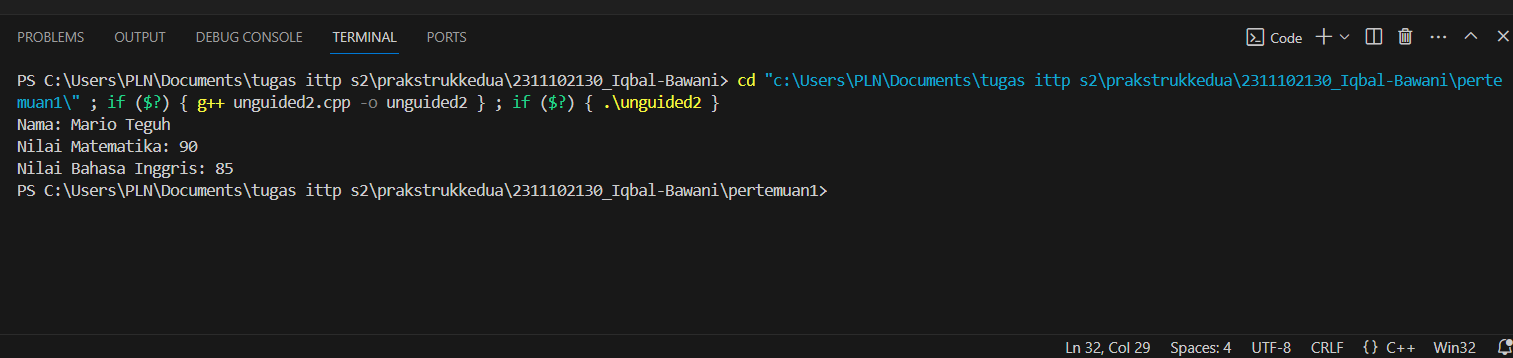 PROBLEMS OUTPUT DEBUG CONSOLE TERMINAL PORTS Code
PS C:\Users\PLN\Documents\tugas ittp s2\prakstrukkedua\2311102130_Iqbal-Bawani> cd "c:\Users\PLN\Documents\tugas ittp s2\prakstrukkedua\2311102130_Iqbal-Bawani\perte
muan1\" ; if ($?) { g++ unguided2.cpp -o unguided2 } ; if ($?) { .\unguided2 }
Nama: Mario Teguh
Nilai Matematika: 90
Nilai Bahasa Inggris: 85
PS C:\Users\PLN\Documents\tugas ittp s2\prakstrukkedua\2311102130_Iqbal-Bawani\pertemuan1>
Ln 32, Col 29 Spaces: 4 UTF-8 CRLF {} C++ Win32